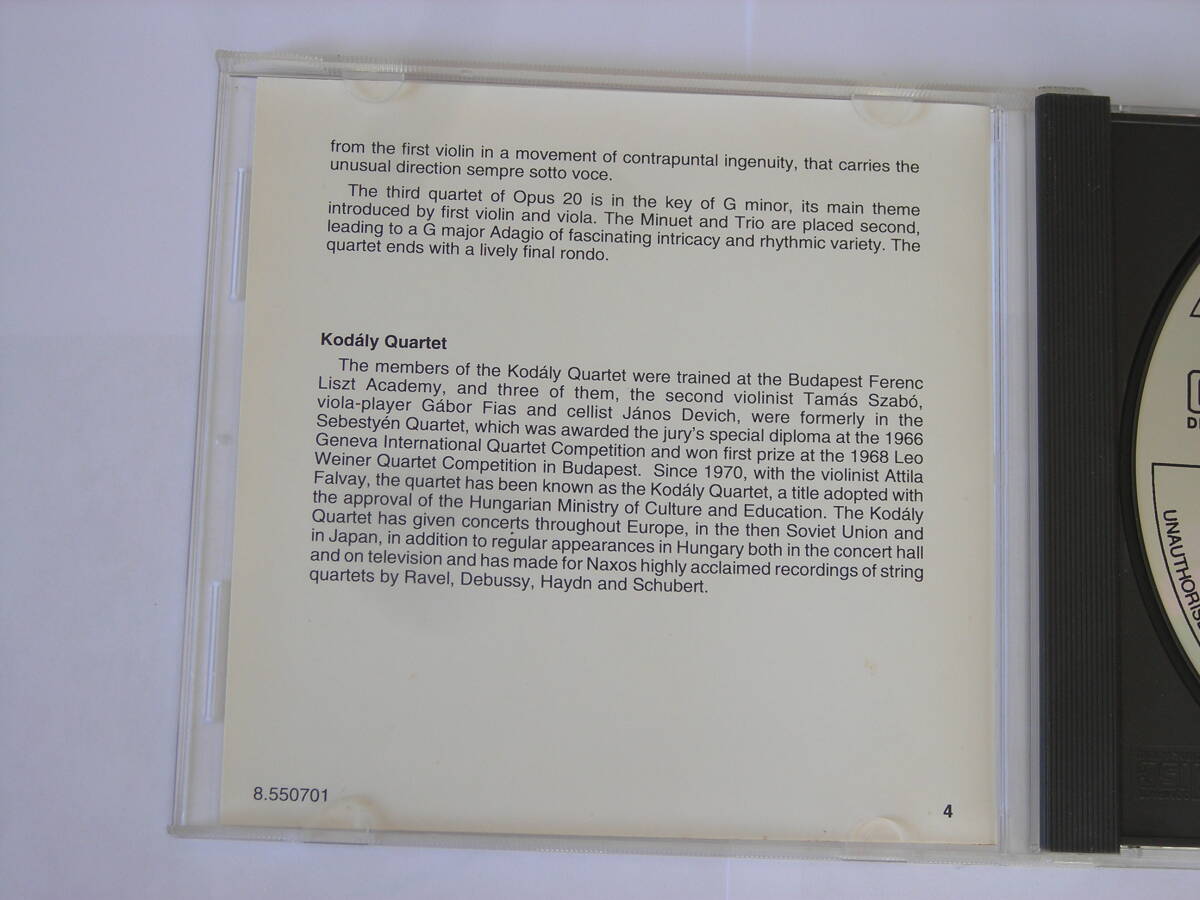 from the first violin in a movement of contrapuntal ingenuity, that carries the
unusual direction sempre sotto voce.
The third quartet of Opus 20 is in the key of G minor, its main theme
introduced by first violin and viola. The Minuet and Trio are placed second,
leading to a G major Adagio of fascinating intricacy and rhythmic variety. The
quartet ends with a lively final rondo.
Kodály Quartet
The members of the Kodály Quartet were trained at the Budapest Ferenc
Liszt Academy, and three of them, the second violinist Tamás Szabó,
viola-player Gábor Fias and cellist János Devich, were formerly in the
Sebestyén Quartet, which was awarded the jury's special diploma at the 1966
Geneva International Quartet Competition and won first prize at the 1968 Leo
Weiner Quartet Competition in Budapest. Since 1970, with the violinist Attila
Falvay, the quartet has been known as the Kodály Quartet, a title adopted with
the approval of the Hungarian Ministry of Culture and Education. The Kodály
Quartet has given concerts throughout Europe, in the then Soviet Union and
in Japan, in addition to regular appearances in Hungary both in the concert hall
and on television and has made for Naxos highly acclaimed recordings of string
quartets by Ravel, Debussy, Haydn and Schubert.
8.550701
4